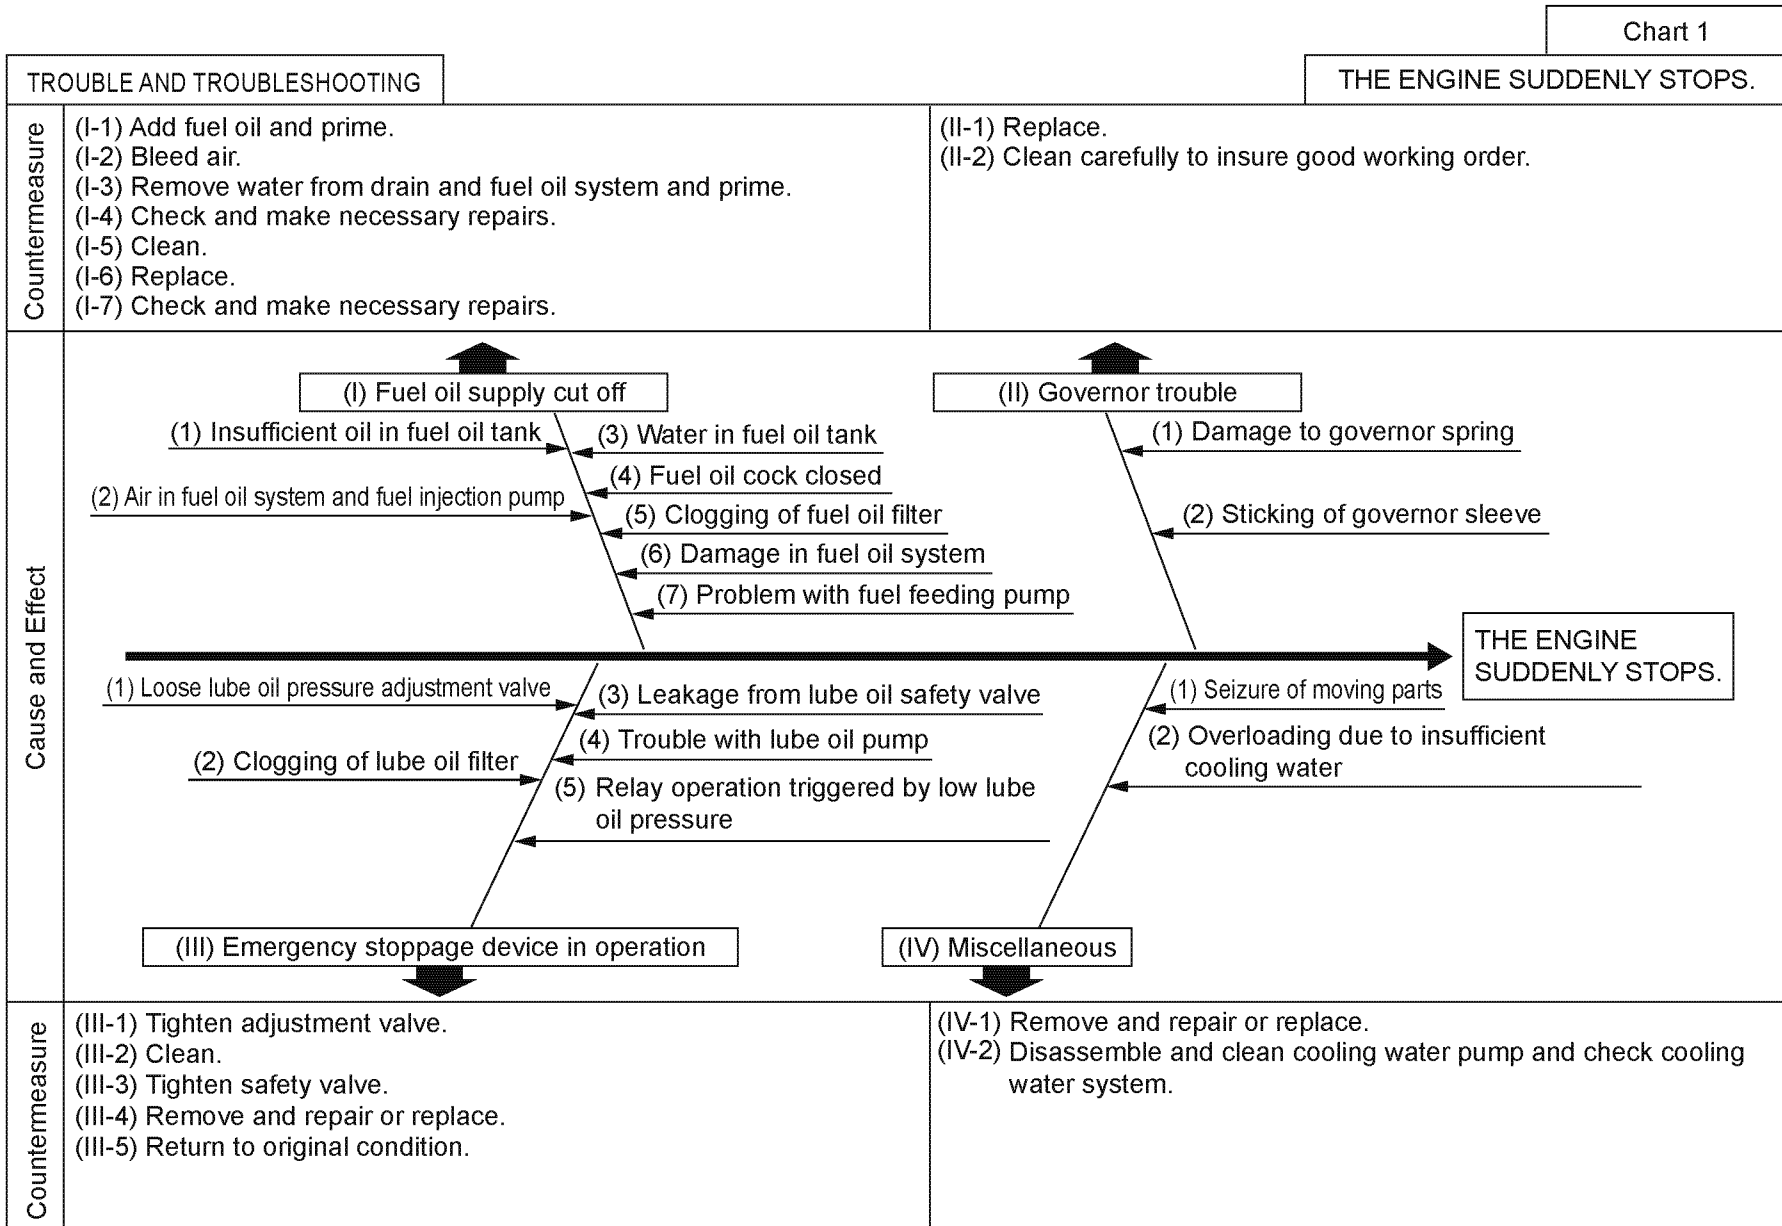 Chart 1
TROUBLE AND TROUBLESHOOTING
THE ENGINE SUDDENLY STOPS.
Countermeasure
(I-1) Add fuel oil and prime.
(I-2) Bleed air.
(I-3) Remove water from drain and fuel oil system and prime.
(I-4) Check and make necessary repairs.
(I-5) Clean.
(I-6) Replace.
(I-7) Check and make necessary repairs.
(II-1) Replace.
(II-2) Clean carefully to insure good working order.
Cause and Effect
(I) Fuel oil supply cut off
(1) Insufficient oil in fuel oil tank
(2) Air in fuel oil system and fuel injection pump
(3) Water in fuel oil tank
(4) Fuel oil cock closed
(5) Clogging of fuel oil filter
(6) Damage in fuel oil system
(7) Problem with fuel feeding pump
(II) Governor trouble
(1) Damage to governor spring
(2) Sticking of governor sleeve
THE ENGINE
SUDDENLY STOPS.
(1) Loose lube oil pressure adjustment valve
(2) Clogging of lube oil filter
(3) Leakage from lube oil safety valve
(4) Trouble with lube oil pump
(5) Relay operation triggered by low lube
oil pressure
(III) Emergency stoppage device in operation
(1) Seizure of moving parts
(2) Overloading due to insufficient
cooling water
(IV) Miscellaneous
Countermeasure
(III-1) Tighten adjustment valve.
(III-2) Clean.
(III-3) Tighten safety valve.
(III-4) Remove and repair or replace.
(III-5) Return to original condition.
(IV-1) Remove and repair or replace.
(IV-2) Disassemble and clean cooling water pump and check cooling
water system.